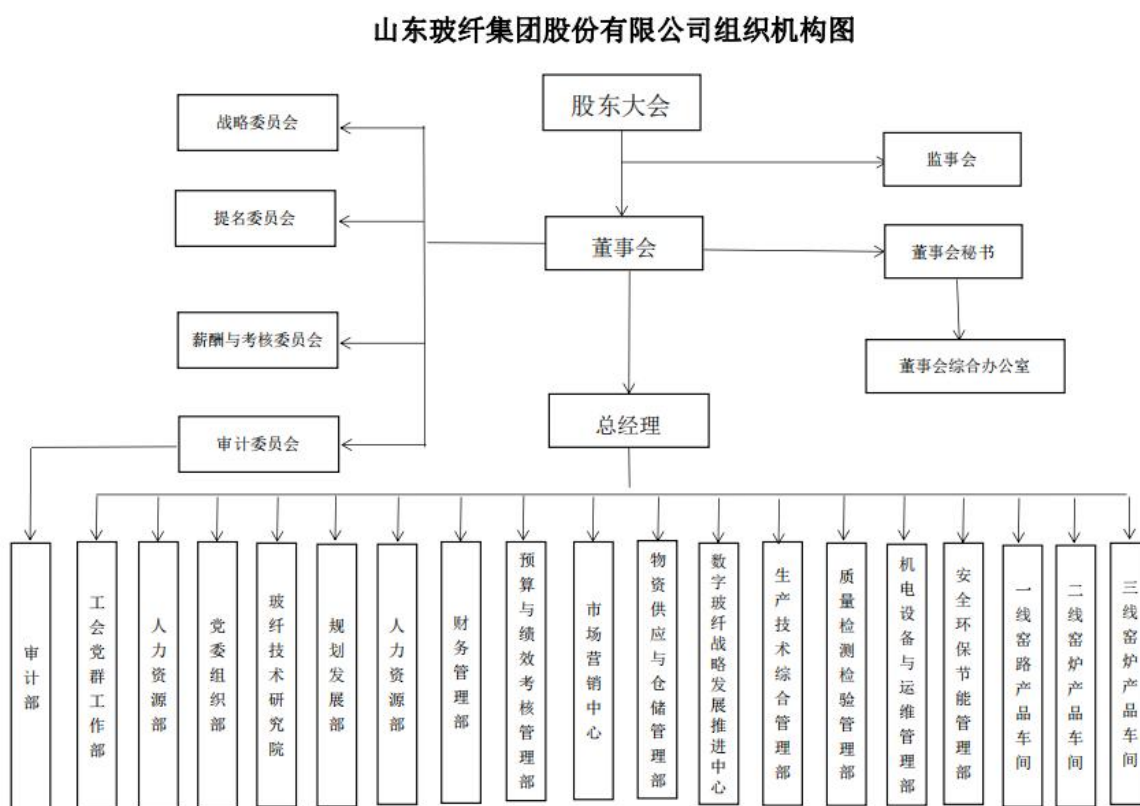 山东玻纤集团股份有限公司组织机构图
股东大会
战略委员会
监事会
提名委员会
董事会
董事会秘书
薪酬与考核委员会
董事会综合办公室
总经理
审计委员会
审计部
工会党群工作部
人力资源部
党委组织部
玻纤技术研究院
规划发展部
人力资源部
财务管理部
预算与绩效考核管理部
市场营销中心
物资供应与仓储管理部
数字玻纤战略发展推进中心
生产技术综合管理部
质量检测检验管理部
机电设备与运维管理部
安全环保节能管理部
一线窑路产品车间
二线窑炉产品车间
三线窑炉产品车间